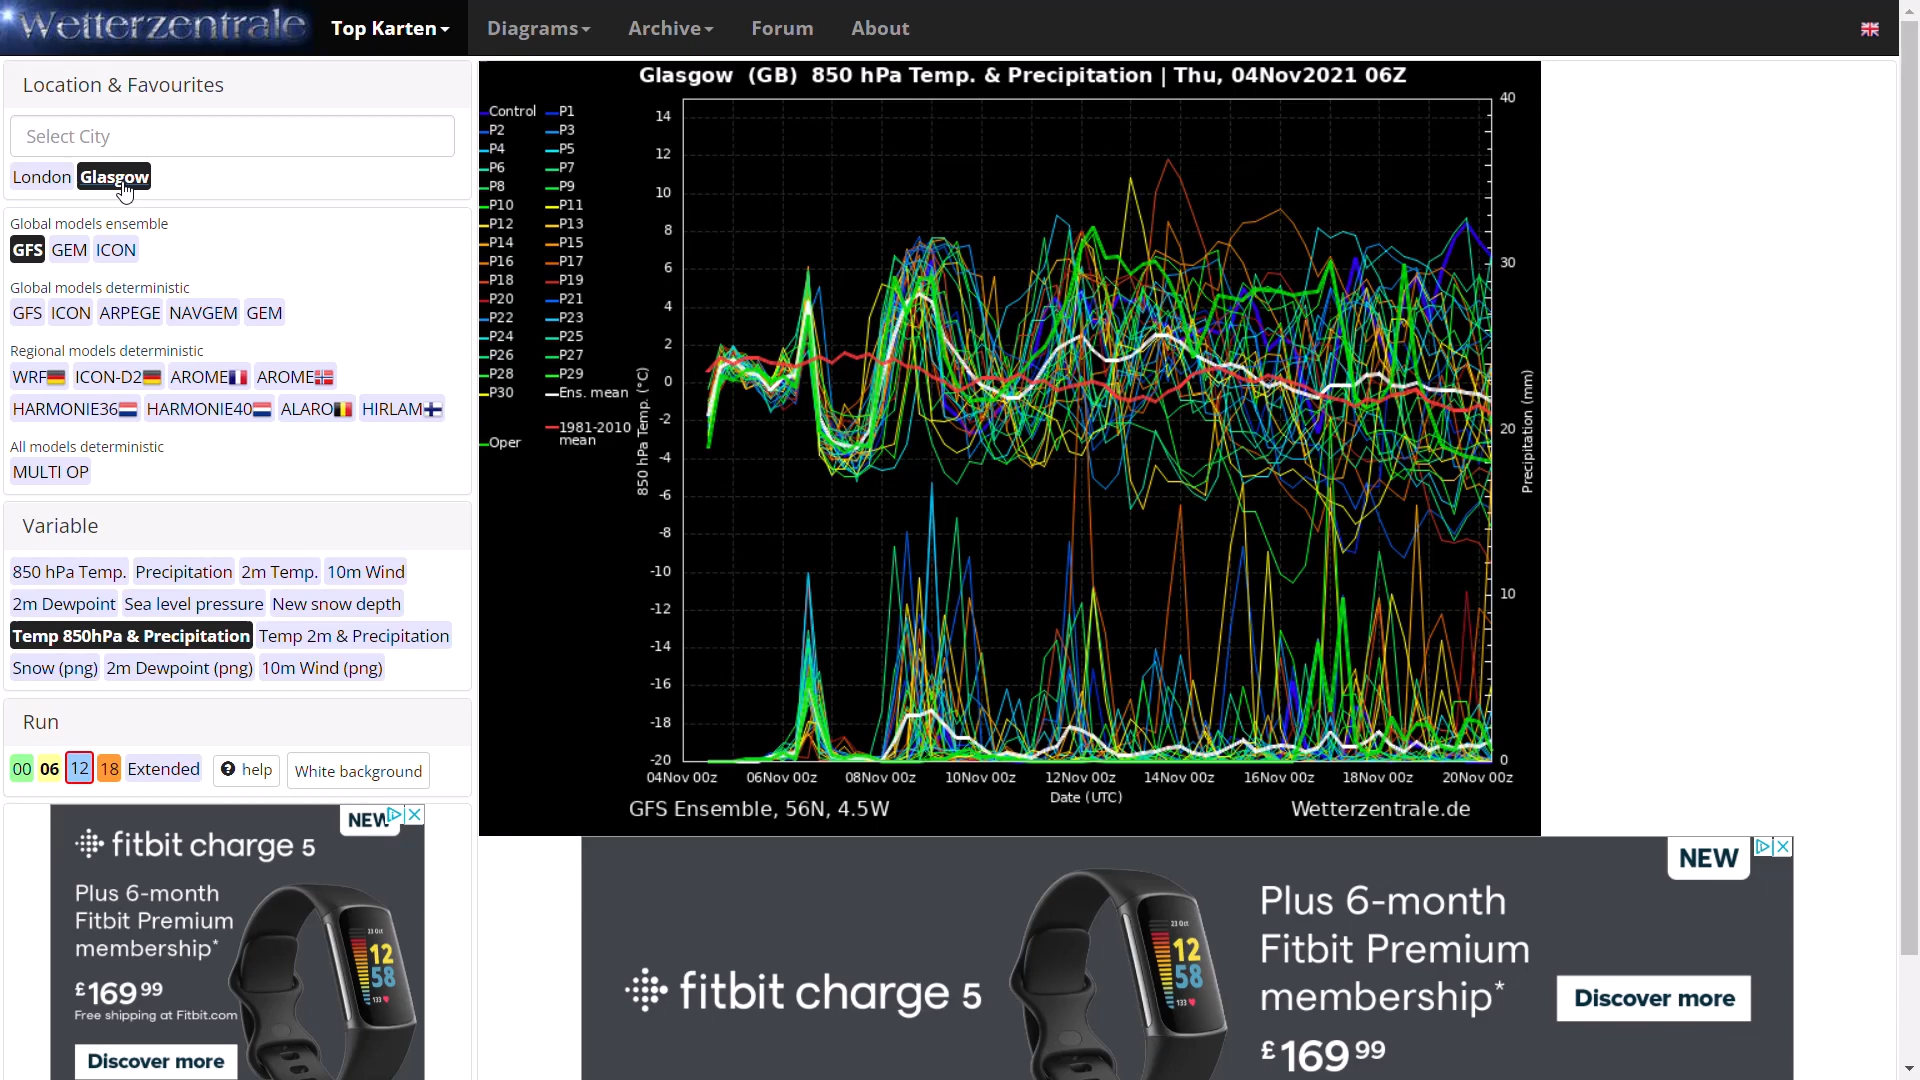 Wetterzentrale
Top Karten
Diagrams
Archive
Forum
About
Location & Favourites
Select City
London Glasgow
Global models ensemble
GFS GEM ICON
Global models deterministic
GFS ICON ARPEGE NAVGEM GEM
Regional models deterministic
WRF ICON-D2 AROME AROME
HARMONIE36 HARMONIE40 ALARO HIRLAM
All models deterministic
MULTI OP
Variable
850 hPa Temp. Precipitation 2m Temp. 10m Wind
2m Dewpoint Sea level pressure New snow depth
Temp 850hPa & Precipitation Temp 2m & Precipitation
Snow (png) 2m Dewpoint (png) 10m Wind (png)
Run
00 06 12 18 Extended help White background
NEW
fitbit charge 5
Plus 6-month
Fitbit Premium
membership*
£169 99
Free shipping at Fitbit.com
Discover more
12
58
133
Glasgow (GB) 850 hPa Temp. & Precipitation | Thu, 04Nov2021 06Z
Control P1
P2 P3
P4 P5
P6 P7
P8 P9
P10 P11
P12 P13
P14 P15
P16 P17
P18 P19
P20 P21
P22 P23
P24 P25
P26 P27
P28 P29
P30 Ens. mean
1981-2010
mean
Oper
850 hPa Temp. (°C)
14
12
10
8
6
4
2
0
-2
-4
-6
-8
-10
-12
-14
-16
-18
-20
40
30
20
10
0
Precipitation (mm)
04Nov 00z 06Nov 00z 08Nov 00z 10Nov 00z 12Nov 00z 14Nov 00z 16Nov 00z 18Nov 00z 20Nov 00z
Date (UTC)
GFS Ensemble, 56N, 4.5W
Wetterzentrale.de
NEW
fitbit charge 5
23 Oct
12
58
133
Plus 6-month
Fitbit Premium
membership*
£169 99
Discover more